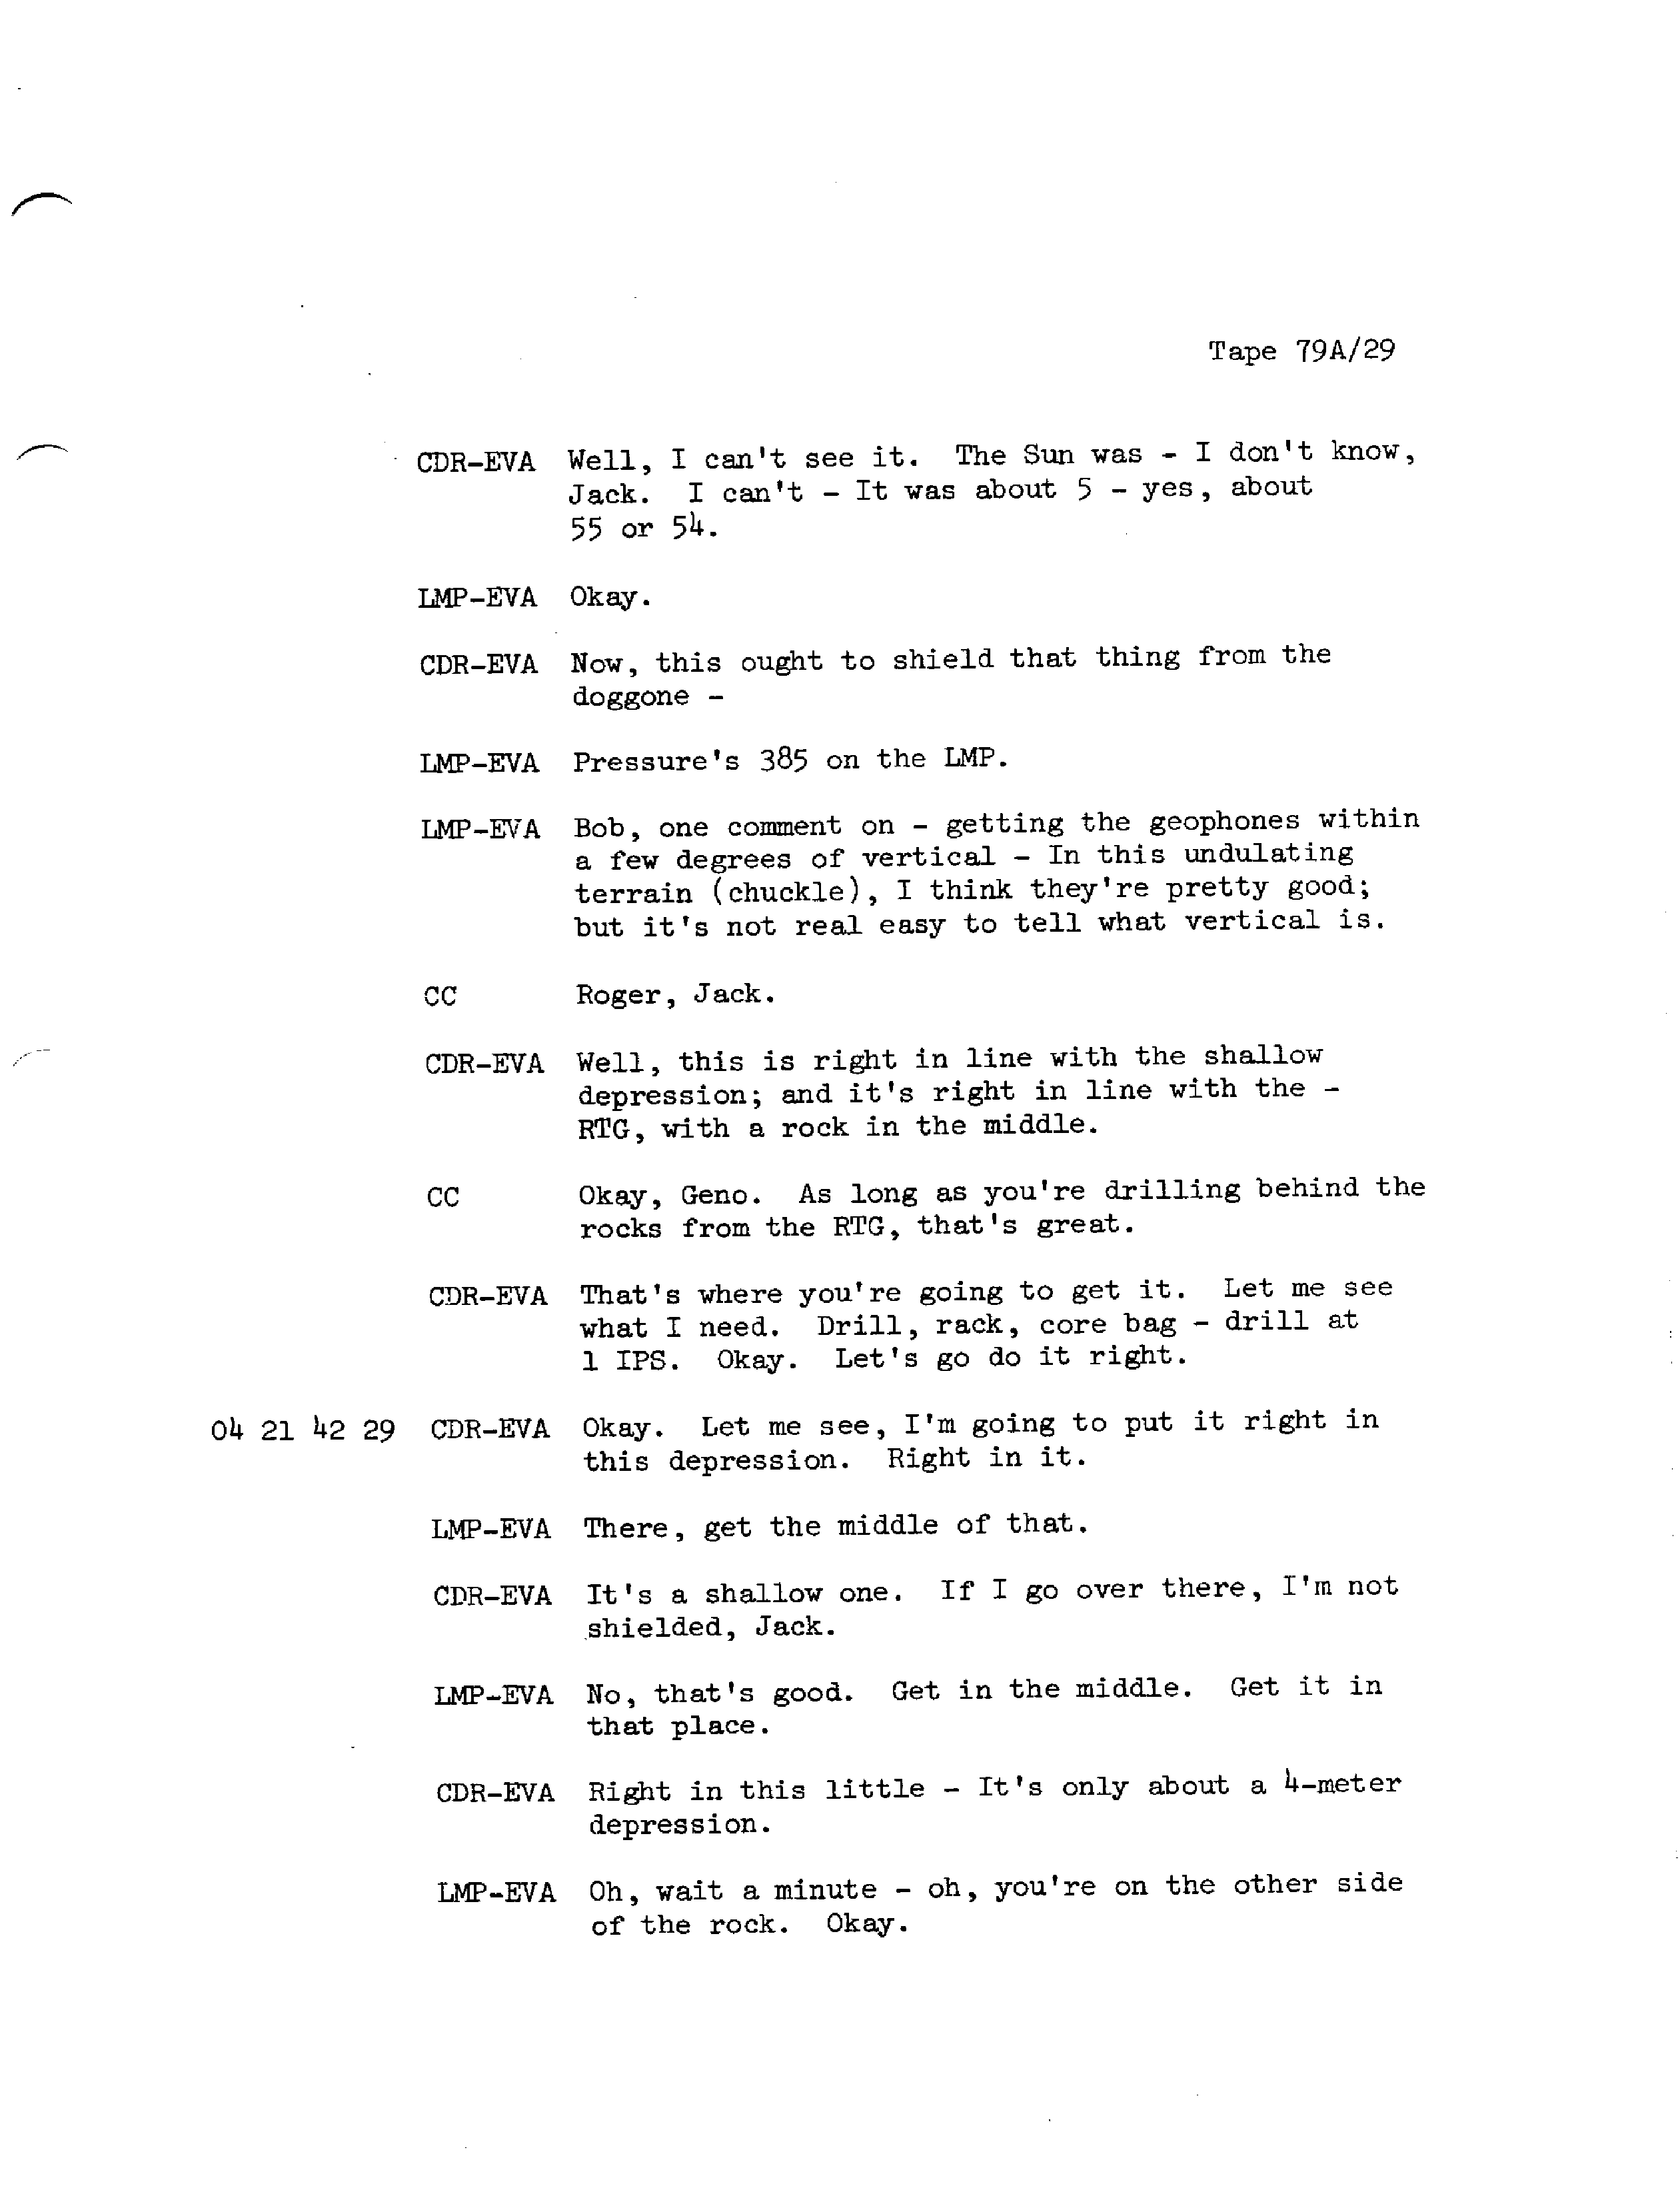 Tape 79A/29
CDR-EVA Well, I can't see it. The Sun was - I don't know,
Jack. I can't - It was about 5 - yes, about
55 or 54.
LMP-EVA Okay.
CDR-EVA Now, this ought to shield that thing from the
doggone -
LMP-EVA Pressure's 385 on the LMP.
LMP-EVA Bob, one comment on - getting the geophones within
a few degrees of vertical - In this undulating
terrain (chuckle), I think they're pretty good;
but it's not real easy to tell what vertical is.
CC Roger, Jack.
CDR-EVA Well, this is right in line with the shallow
depression; and it's right in line with the -
RTG, with a rock in the middle.
CC Okay, Geno. As long as you're drilling behind the
rocks from the RTG, that's great.
CDR-EVA That's where you're going to get it. Let me see
what I need. Drill, rack, core bag - drill at
1 IPS. Okay. Let's go do it right.
04 21 42 29 CDR-EVA Okay. Let me see, I'm going to put it right in
this depression. Right in it.
LMP-EVA There, get the middle of that.
CDR-EVA It's a shallow one. If I go over there, I'm not
shielded, Jack.
LMP-EVA No, that's good. Get in the middle. Get it in
that place.
CDR-EVA Right in this little - It's only about a 4-meter
depression.
LMP-EVA Oh, wait a minute - oh, you're on the other side
of the rock. Okay.